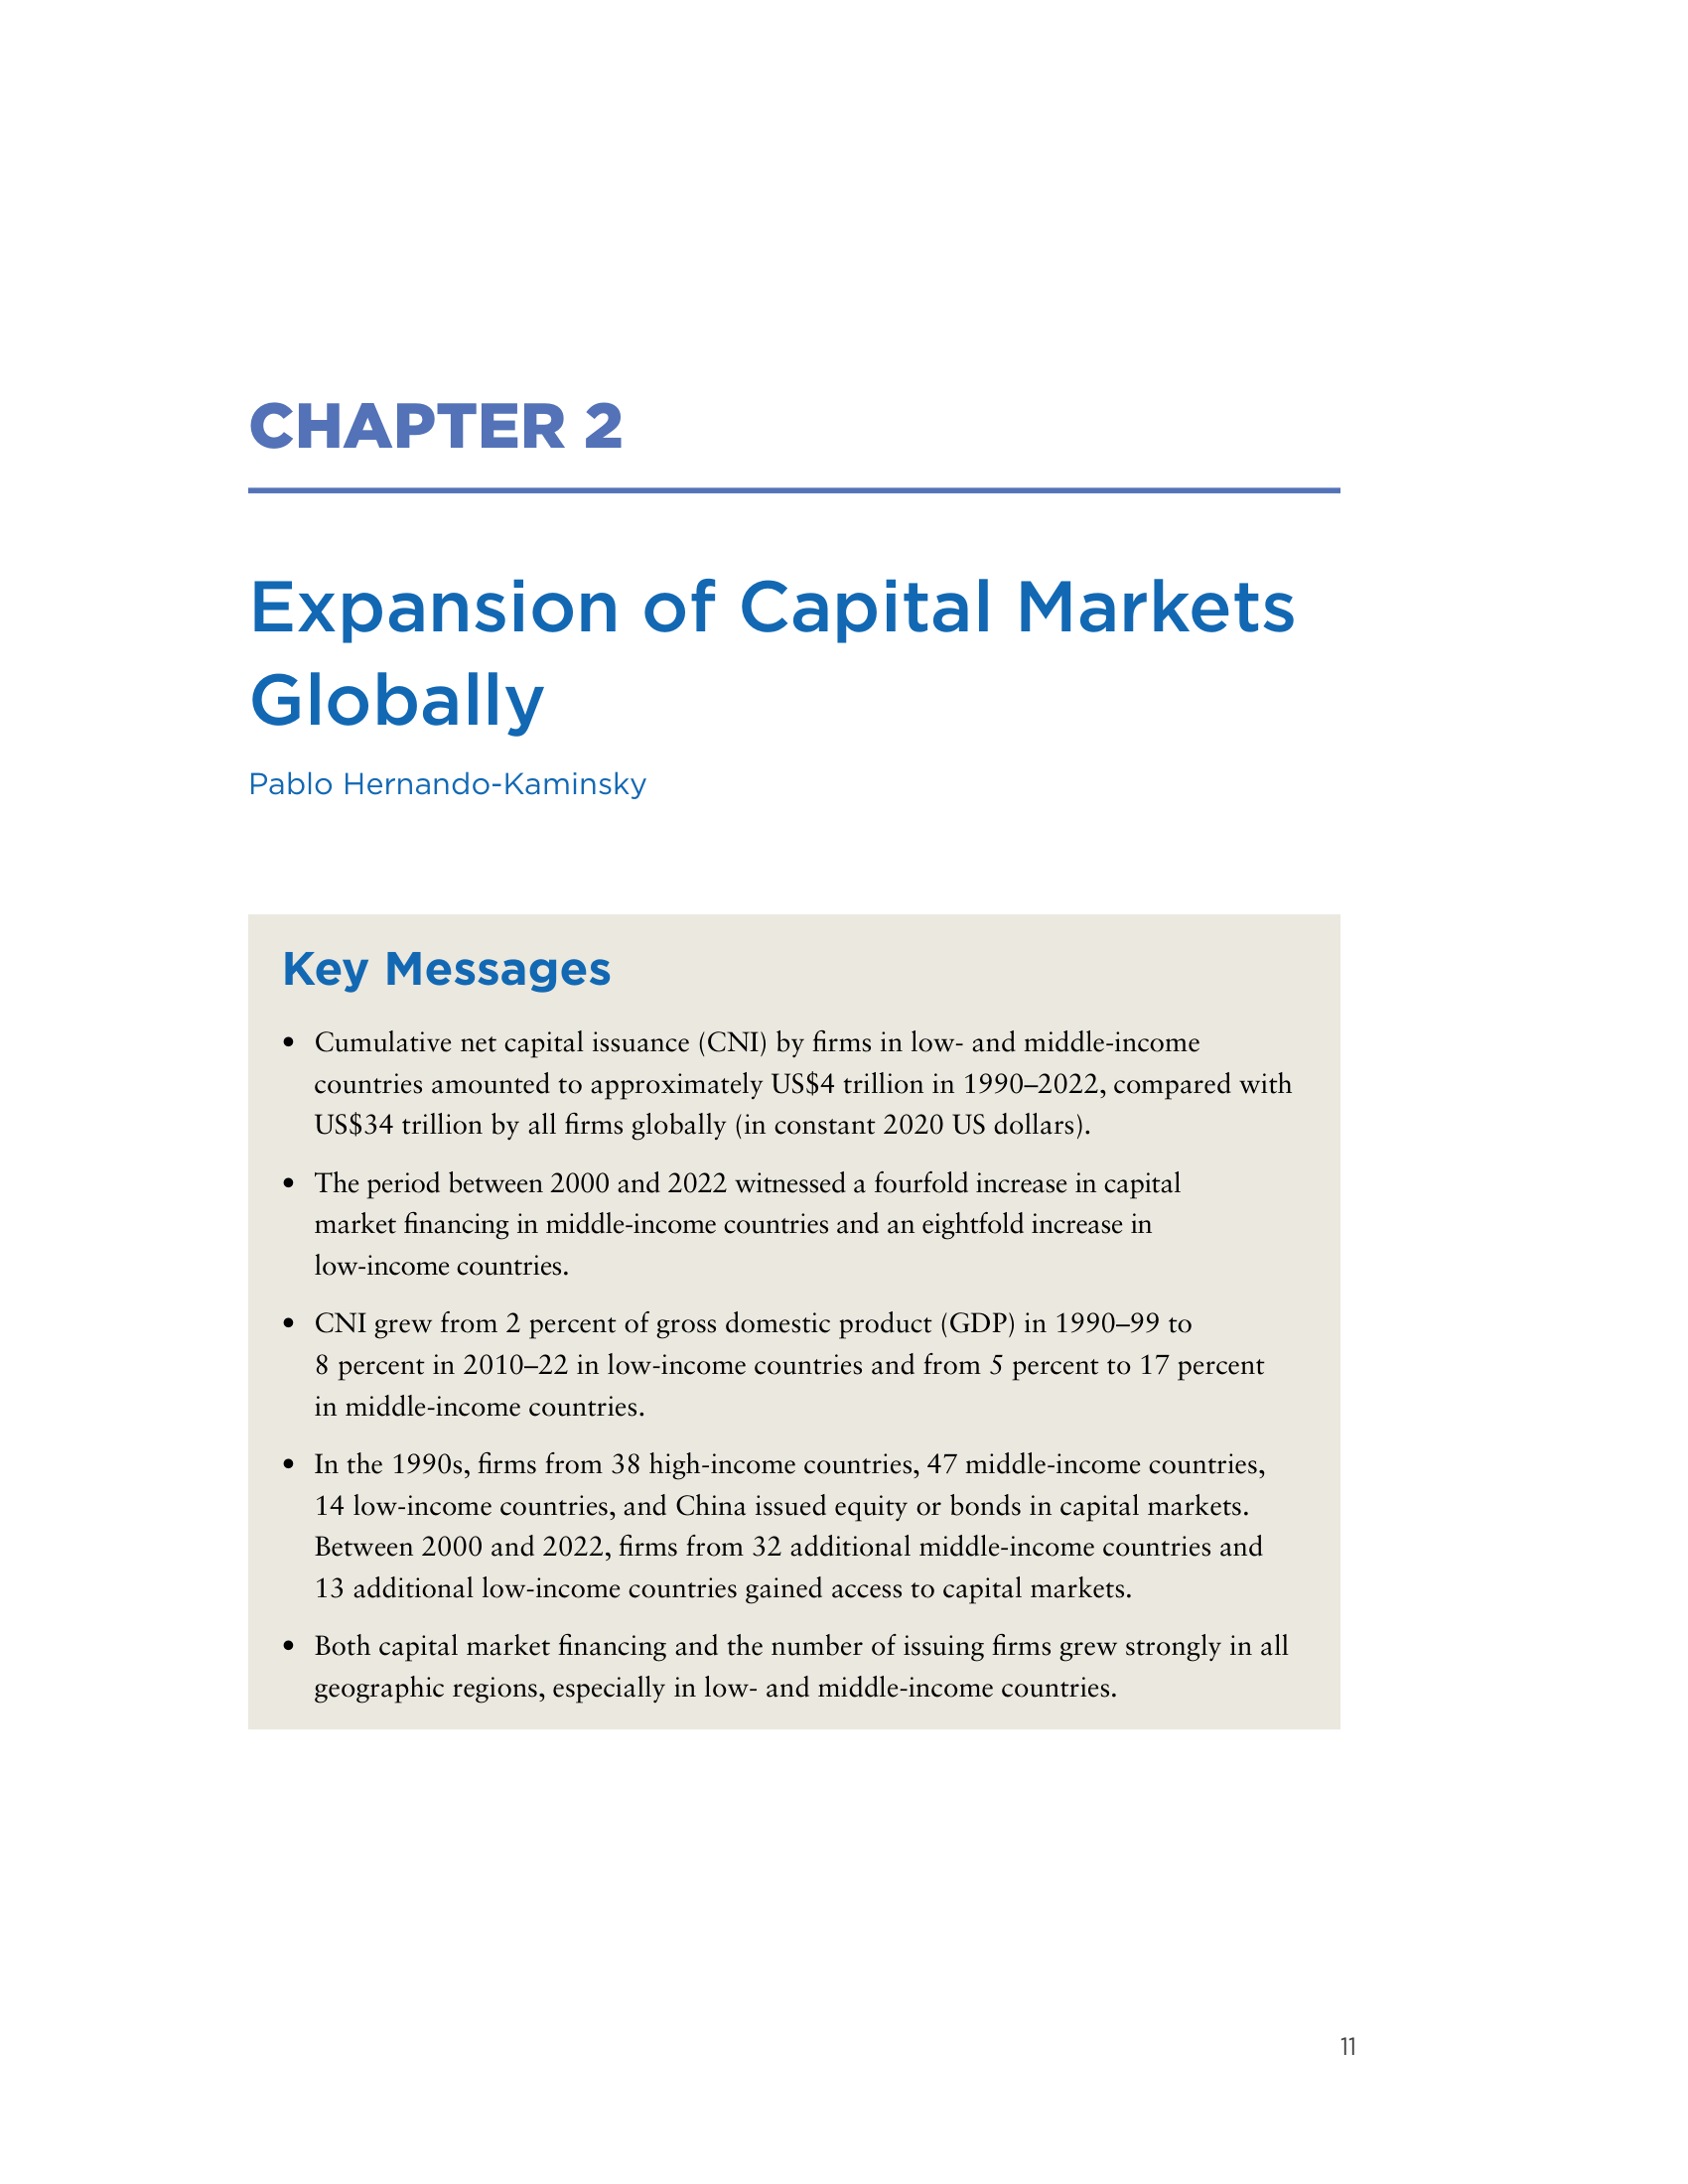 CHAPTER 2
Expansion of Capital Markets
Globally
Pablo Hernando-Kaminsky
Key Messages
• Cumulative net capital issuance (CNI) by firms in low- and middle-income
countries amounted to approximately US$4 trillion in 1990–2022, compared with
US$34 trillion by all firms globally (in constant 2020 US dollars).
• The period between 2000 and 2022 witnessed a fourfold increase in capital
market financing in middle-income countries and an eightfold increase in
low-income countries.
• CNI grew from 2 percent of gross domestic product (GDP) in 1990–99 to
8 percent in 2010–22 in low-income countries and from 5 percent to 17 percent
in middle-income countries.
• In the 1990s, firms from 38 high-income countries, 47 middle-income countries,
14 low-income countries, and China issued equity or bonds in capital markets.
Between 2000 and 2022, firms from 32 additional middle-income countries and
13 additional low-income countries gained access to capital markets.
• Both capital market financing and the number of issuing firms grew strongly in all
geographic regions, especially in low- and middle-income countries.
11